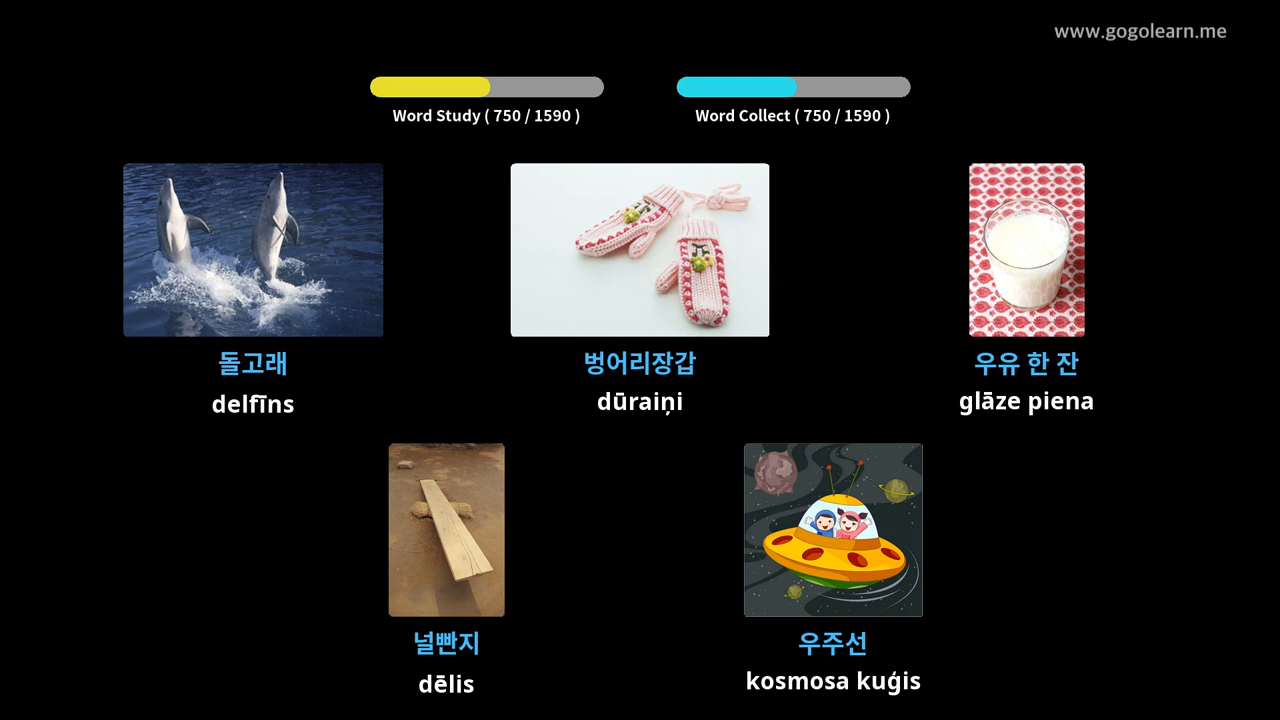 www.gogolearn.me
Word Study ( 750 / 1590 )
Word Collect ( 750 / 1590 )
돌고래
delfīns
벙어리장갑
dūraiņi
우유 한 잔
glāze piena
널빤지
dēlis
우주선
kosmosa kuģis